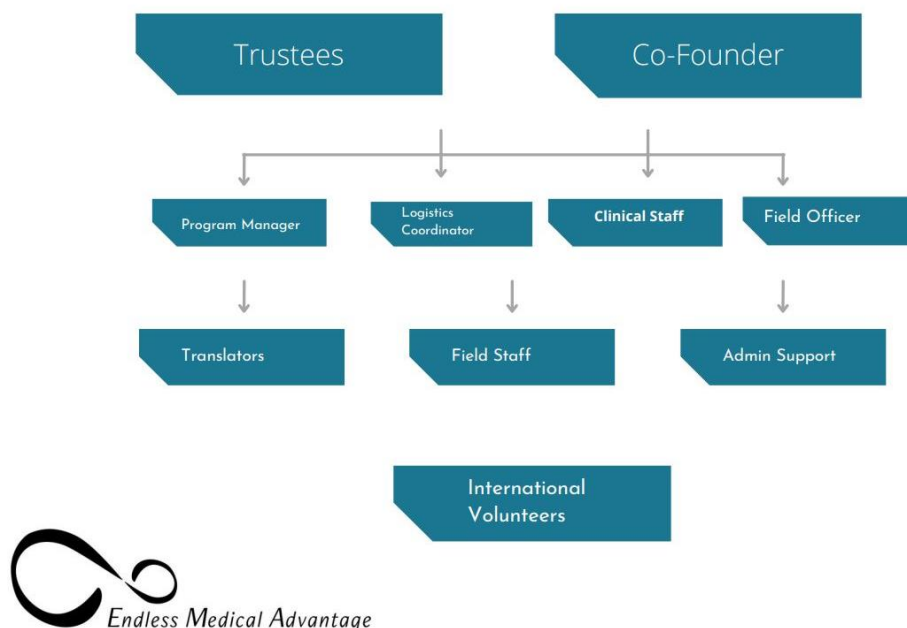 Trustees
Co-Founder
Program Manager
Logistics
Coordinator
Clinical Staff
Field Officer
Translators
Field Staff
Admin Support
International
Volunteers
Endless Medical Advantage